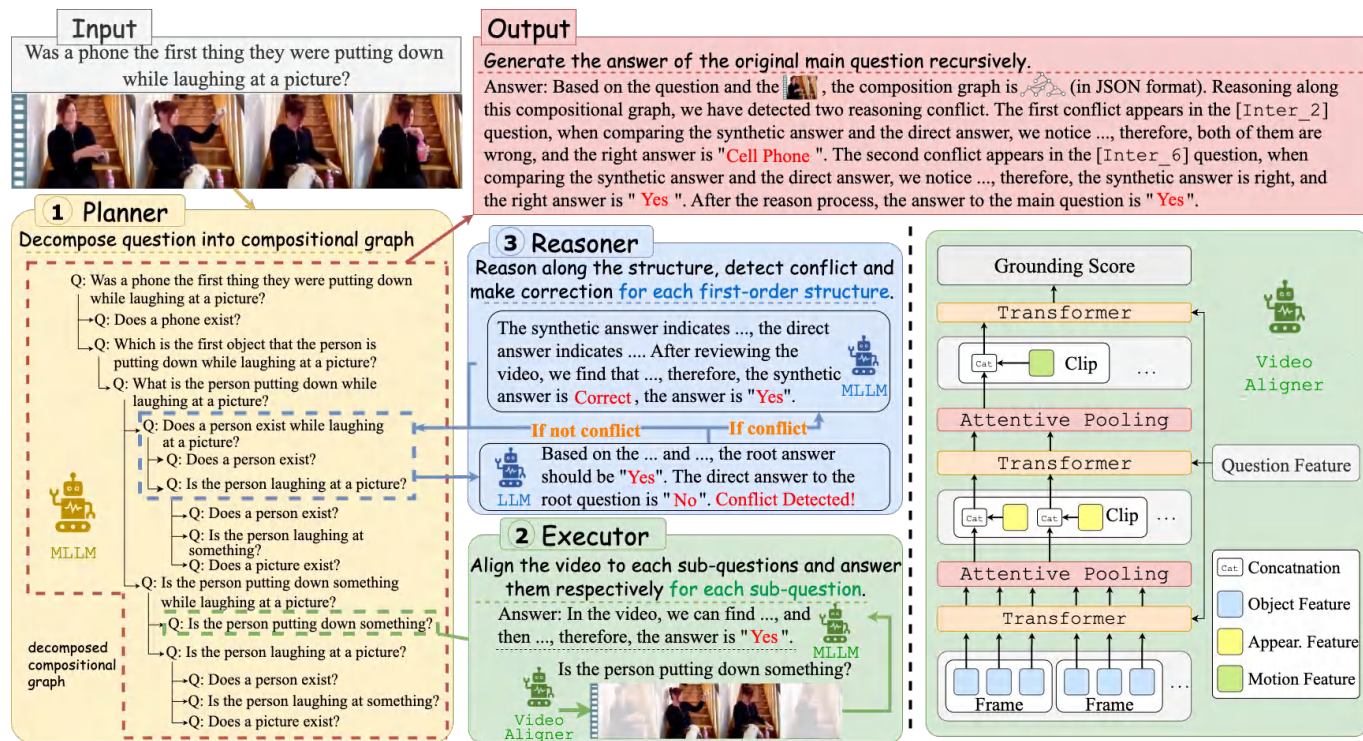 Input
Was a phone the first thing they were putting down
while laughing at a picture?
Output
Generate the answer of the original main question recursively.
Answer: Based on the question and the , the composition graph is (in JSON format). Reasoning
along this compositional graph, we have detected two reasoning conflict. The first conflict appears in the [Inter_2]
question, when comparing the synthetic answer and the direct answer, we notice ..., therefore, both of them are
wrong, and the right answer is "Cell Phone ". The second conflict appears in the [Inter_6] question, when
comparing the synthetic answer and the direct answer, we notice ..., therefore, the synthetic answer is right, and
the right answer is " Yes ". After the reason process, the answer to the main question is "Yes".
1 Planner
Decompose question into compositional graph
Q: Was a phone the first thing they were putting down
while laughing at a picture?
Q: Does a phone exist?
Q: Which is the first object that the person is
putting down while laughing at a picture?
Q: What is the person putting down while
laughing at a picture?
Q: Does a person exist while laughing
at a picture?
Q: Does a person exist?
Q: Is the person laughing at a picture?
Q: Does a person exist?
Q: Is the person laughing at
something?
Q: Does a picture exist?
Q: Is the person putting down something
while laughing at a picture?
Q: Is the person putting down something?
Q: Is the person laughing at a picture?
Q: Does a person exist?
Q: Is the person laughing at something?
Q: Does a picture exist?
MLLM
decomposed
compositional
graph
3 Reasoner
Reason along the structure, detect conflict and
make correction for each first-order structure.
The synthetic answer indicates ..., the direct
answer indicates .... After reviewing the
video, we find that ..., therefore, the synthetic
answer is Correct, the answer is "Yes".
MLLM
If not conflict
If conflict
Based on the ... and ..., the root answer
should be "Yes". The direct answer to the
root question is "No". Conflict Detected!
LLM
2 Executor
Align the video to each sub-questions and answer
them respectively for each sub-question.
Answer: In the video, we can find ..., and
then ..., therefore, the answer is "Yes".
MLLM
Is the person putting down something?
Video
Aligner
Grounding Score
Transformer
Cat
Clip
...
Attentive Pooling
Transformer
Cat
Cat
Clip
...
Attentive Pooling
Transformer
Frame
Frame
...
Video
Aligner
Question Feature
Cat Concatnation
Object Feature
Appear. Feature
Motion Feature